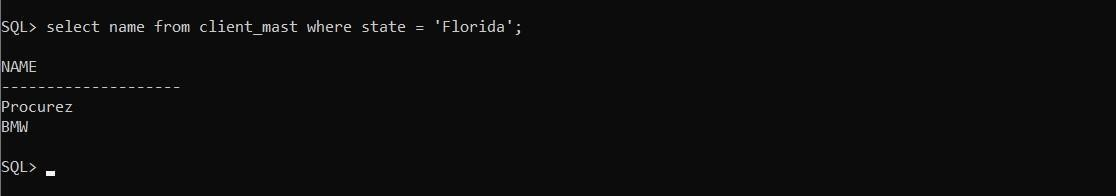 SQL> select name from client_mast where state = 'Florida';
NAME
--------------------
Procurez
BMW
SQL>